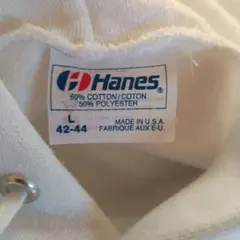 Hanes®
50% COTTON/COTON
50% POLYESTER
L
42-44
MADE IN U.S.A.
FABRIQUE AUX E-U.